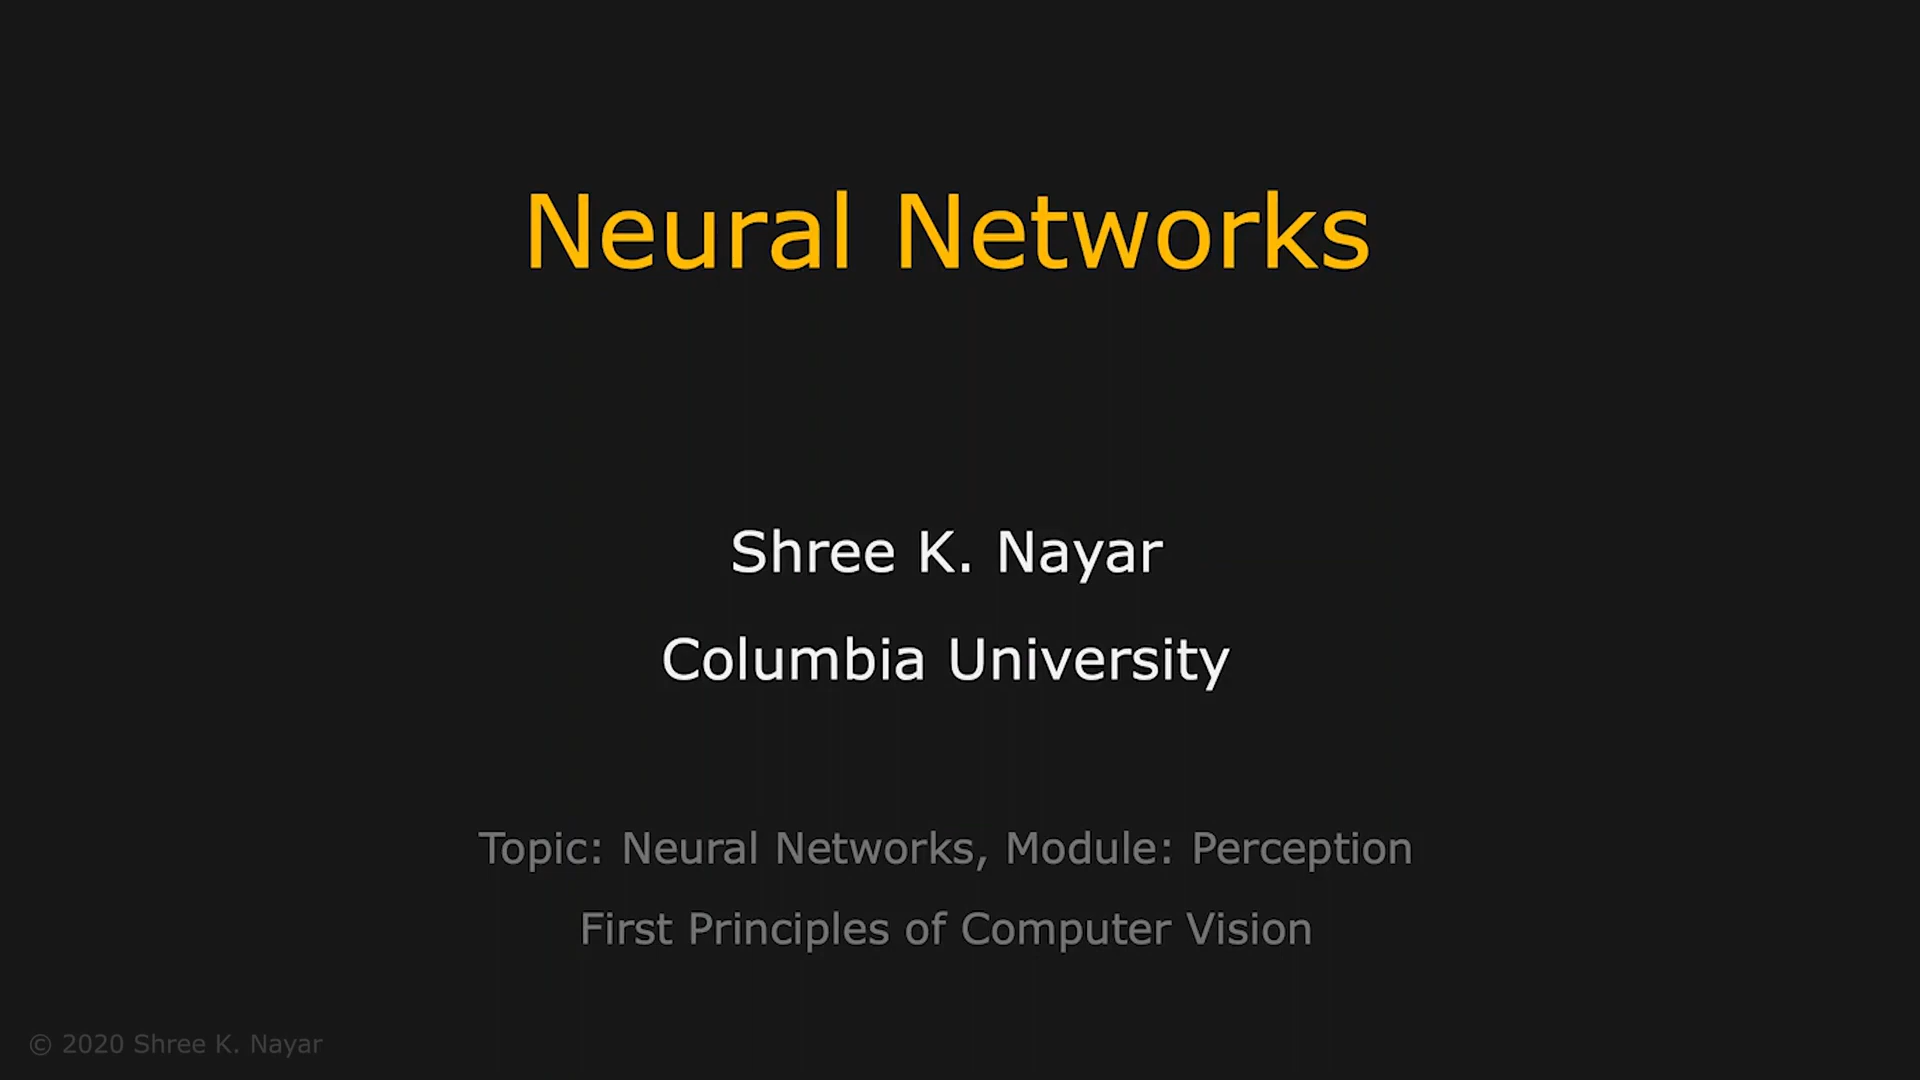 Neural Networks
Shree K. Nayar
Columbia University
Topic: Neural Networks, Module: Perception
First Principles of Computer Vision
© 2020 Shree K. Nayar